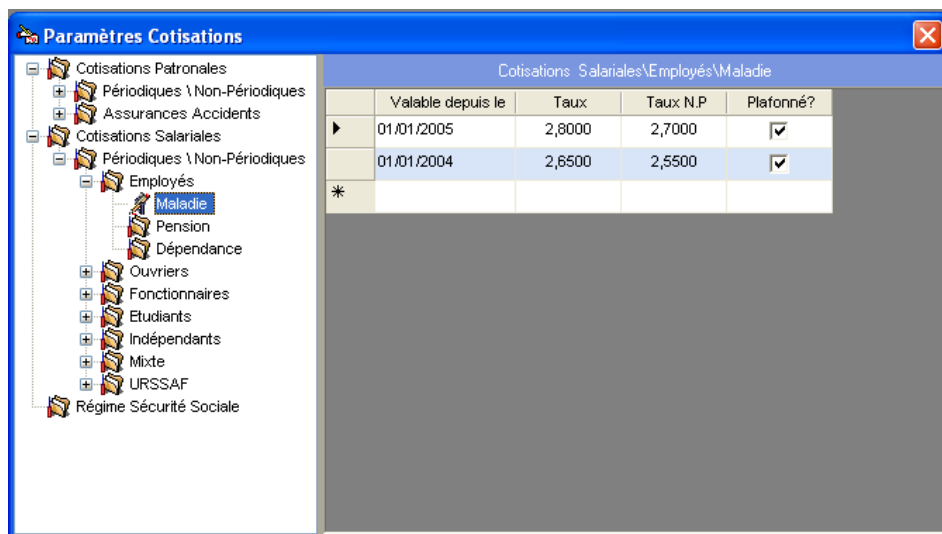 Paramètres Cotisations
Cotisations Patronales
Périodiques \ Non-Périodiques
Assurances Accidents
Cotisations Salariales
Périodiques \ Non-Périodiques
Employés
Maladie
Pension
Dépendance
Ouvriers
Fonctionnaires
Etudiants
Indépendants
Mixte
URSSAF
Régime Sécurité Sociale
Cotisations Salariales\Employés\Maladie
Valable depuis le Taux Taux N.P Plafonné?
01/01/2005 2,8000 2,7000
01/01/2004 2,6500 2,5500